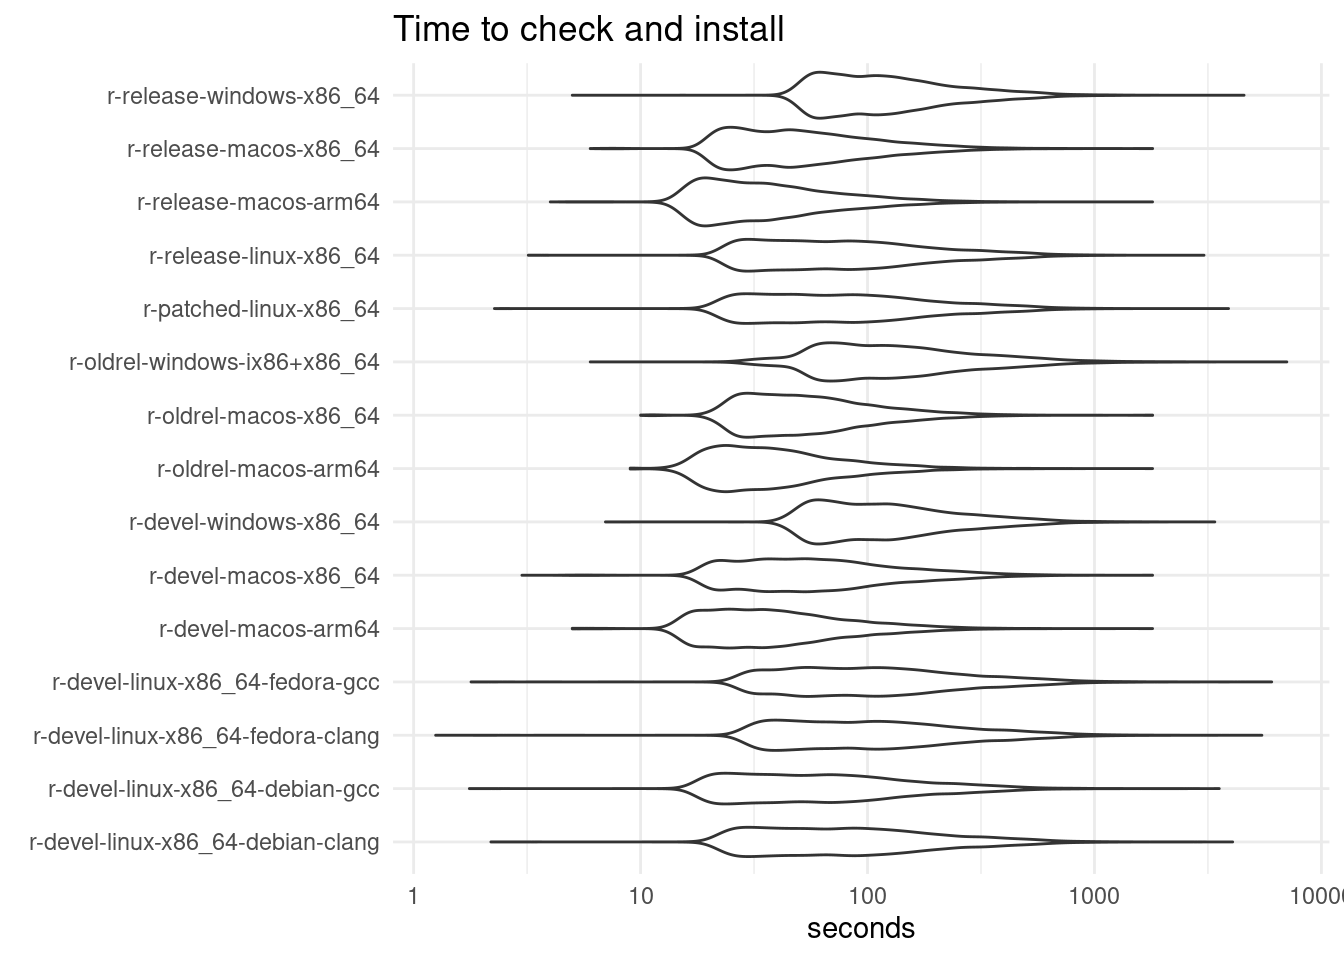 Time to check and install
r-release-windows-x86_64
r-release-macos-x86_64
r-release-macos-arm64
r-release-linux-x86_64
r-patched-linux-x86_64
r-oldrel-windows-ix86+x86_64
r-oldrel-macos-x86_64
r-oldrel-macos-arm64
r-devel-windows-x86_64
r-devel-macos-x86_64
r-devel-macos-arm64
r-devel-linux-x86_64-fedora-gcc
r-devel-linux-x86_64-fedora-clang
r-devel-linux-x86_64-debian-gcc
r-devel-linux-x86_64-debian-clang
1 10 100 1000 10000
seconds